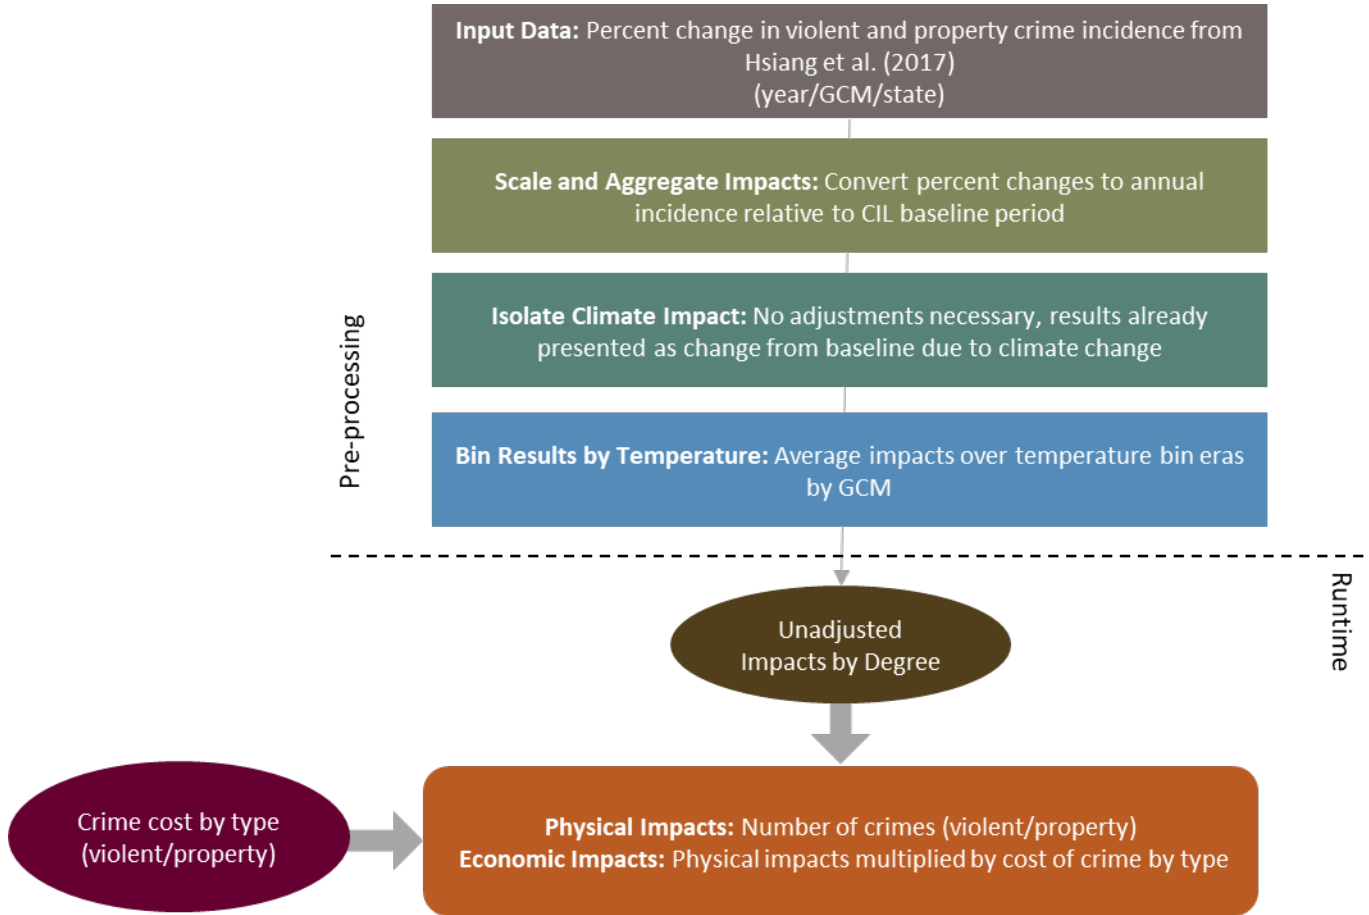 Input Data: Percent change in violent and property crime incidence from
Hsiang et al. (2017)
(year/GCM/state)
Scale and Aggregate Impacts: Convert percent changes to annual
incidence relative to CIL baseline period
Isolate Climate Impact: No adjustments necessary, results already
presented as change from baseline due to climate change
Pre-processing
Bin Results by Temperature: Average impacts over temperature bin eras
by GCM
Runtime
Unadjusted
Impacts by Degree
Crime cost by type
(violent/property)
Physical Impacts: Number of crimes (violent/property)
Economic Impacts: Physical impacts multiplied by cost of crime by type